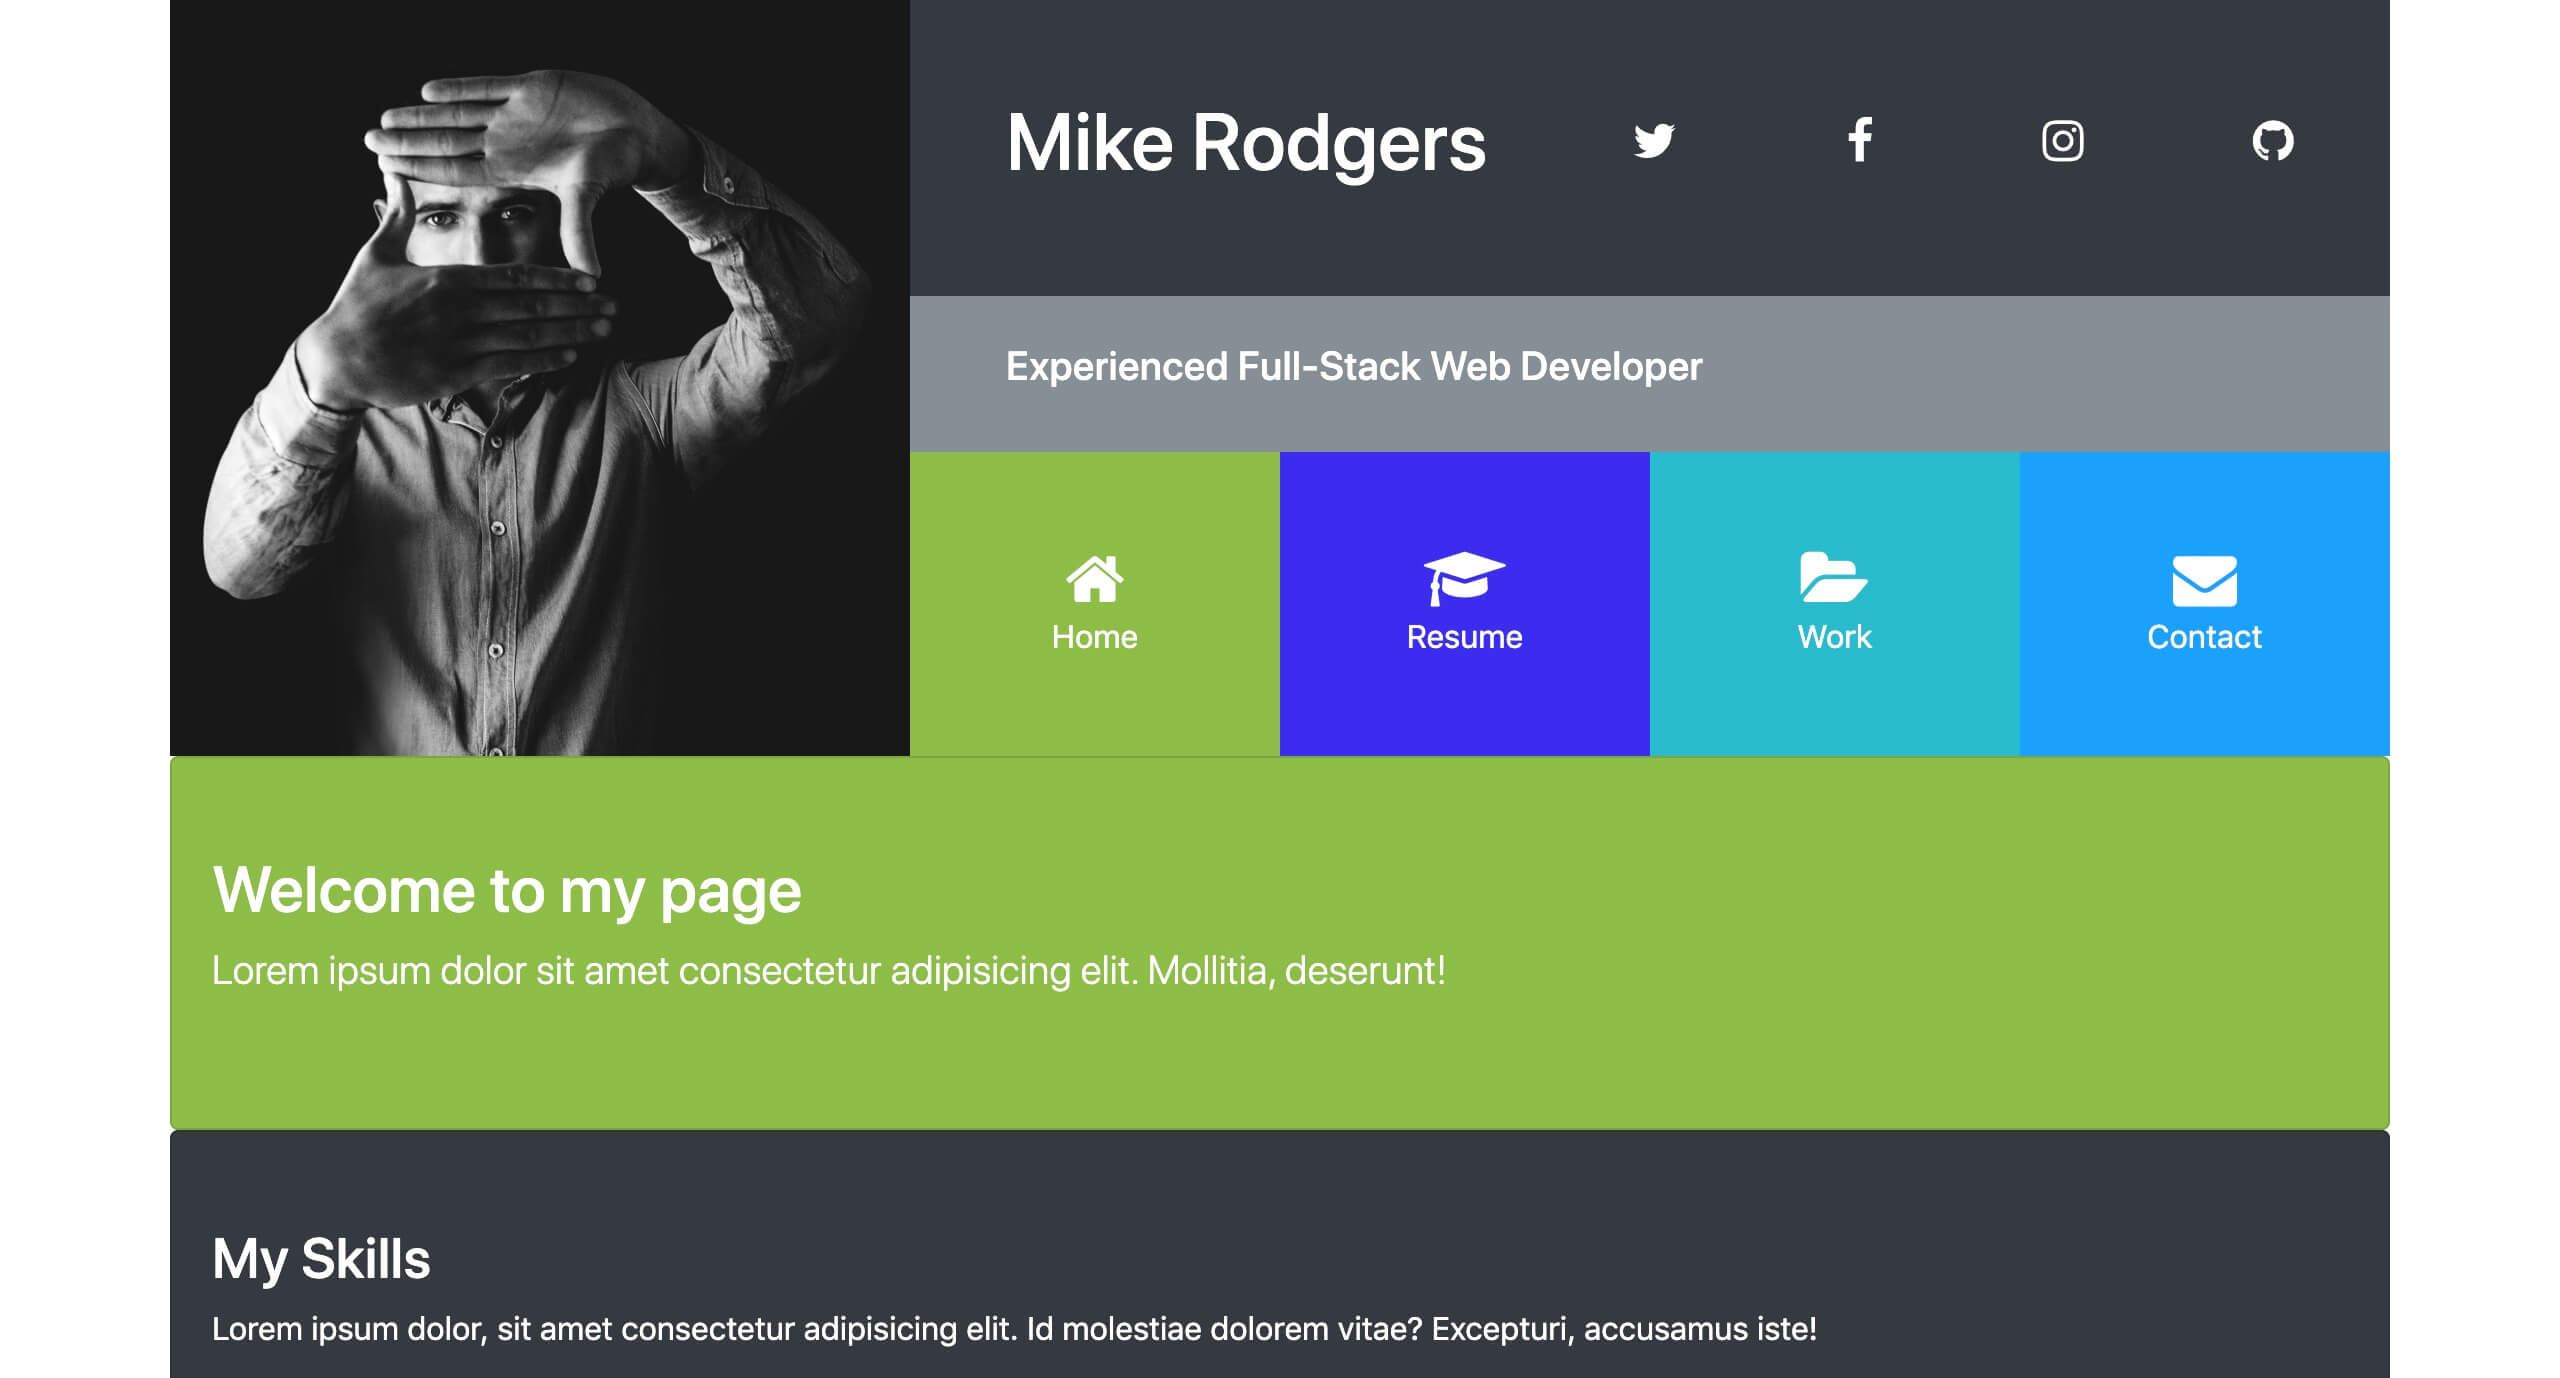 Mike Rodgers
Experienced Full-Stack Web Developer
Home
Resume
Work
Contact
Welcome to my page
Lorem ipsum dolor sit amet consectetur adipisicing elit. Mollitia, deserunt!
My Skills
Lorem ipsum dolor, sit amet consectetur adipisicing elit. Id molestiae dolorem vitae? Excepturi, accusamus iste!